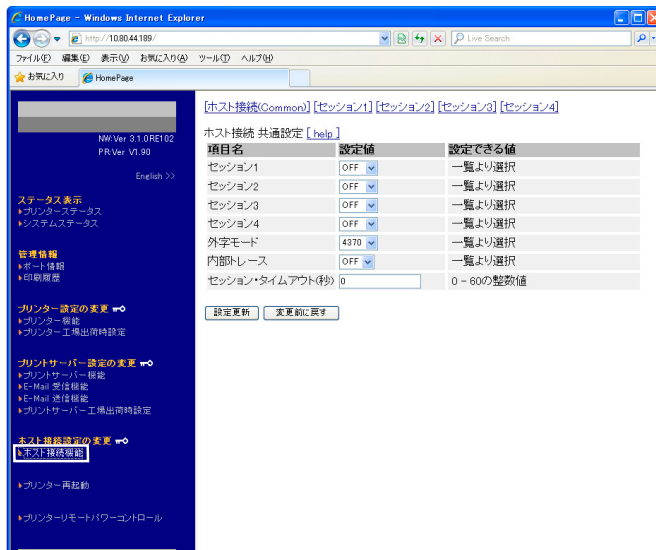 HomePage - Windows Internet Explorer
http://10.80.44.189/
Live Search
ファイル(F) 編集(E) 表示(V) お気に入り(A) ツール(T) ヘルプ(H)
お気に入り HomePage
NW:Ver 3.1.0RE102
PR:Ver V1.90
English >>
ステータス表示
プリンターステータス
システムステータス
管理情報
ポート情報
印刷履歴
プリンター設定の変更
プリンター機能
プリンター工場出荷時設定
プリントサーバー設定の変更
プリントサーバー機能
E-Mail 受信機能
E-Mail 送信機能
プリントサーバー工場出荷時設定
ホスト接続設定の変更
ホスト接続機能
プリンター再起動
プリンターリモートパワーコントロール
[ホスト接続(Common)] [セッション1] [セッション2] [セッション3] [セッション4]
ホスト接続 共通設定 [ help ]
項目名 設定値 設定できる値
セッション1 OFF 一覧より選択
セッション2 OFF 一覧より選択
セッション3 OFF 一覧より選択
セッション4 OFF 一覧より選択
外字モード 4370 一覧より選択
内部トレース OFF 一覧より選択
セッション・タイムアウト(秒) 0 0 - 60の整数値
設定更新 変更前に戻す